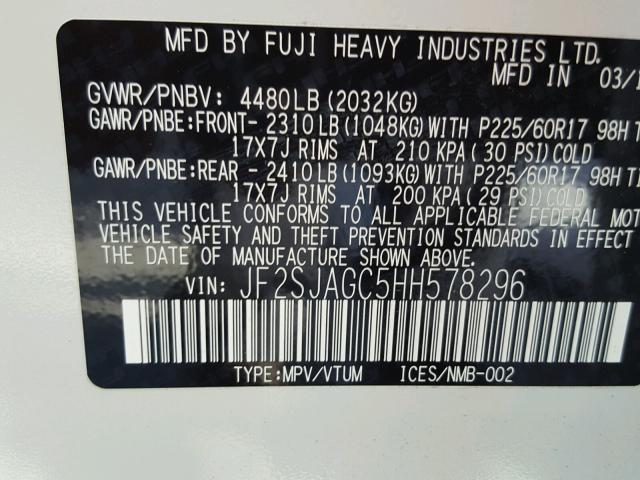 MFD BY FUJI HEAVY INDUSTRIES LTD.
MFD IN 03/1
GVWR/PNBV: 4480LB(2032KG)
GAWR/PNBE:FRONT- 2310LB(1048KG)WITH P225/60R17 98H T
17X7J RIMS AT 210 KPA(30 PSI)COLD
GAWR/PNBE:REAR - 2410LB(1093KG)WITH P225/60R17 98H TI
17X7J RIMS AT 200 KPA(29 PSI)COLD
THIS VEHICLE CONFORMS TO ALL APPLICABLE FEDERAL MOT
VEHICLE SAFETY AND THEFT PREVENTION STANDARDS IN EFFECT
THE DATE OF MANUFACTURE SHOWN ABOVE.
VIN: JF2SJAGC5HH578296
TYPE:MPV/VTUM ICES/NMB-002